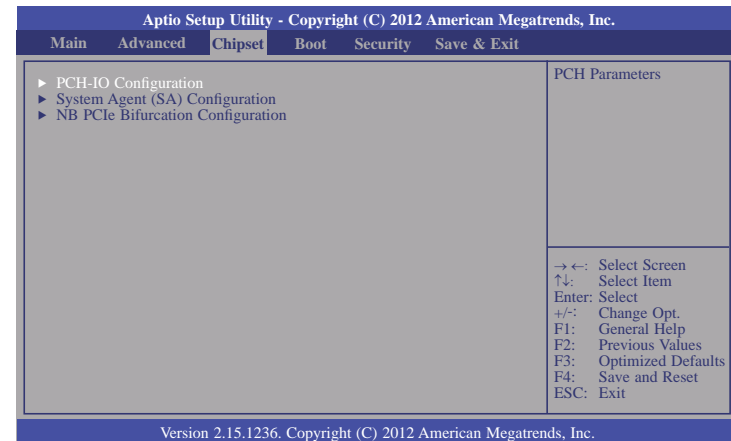 Aptio Setup Utility - Copyright (C) 2012 American Megatrends, Inc.
Main Advanced Chipset Boot Security Save & Exit
► PCH-IO Configuration
► System Agent (SA) Configuration
► NB PCIe Bifurcation Configuration
PCH Parameters
→←: Select Screen
↑↓: Select Item
Enter: Select
+/-: Change Opt.
F1: General Help
F2: Previous Values
F3: Optimized Defaults
F4: Save and Reset
ESC: Exit
Version 2.15.1236. Copyright (C) 2012 American Megatrends, Inc.